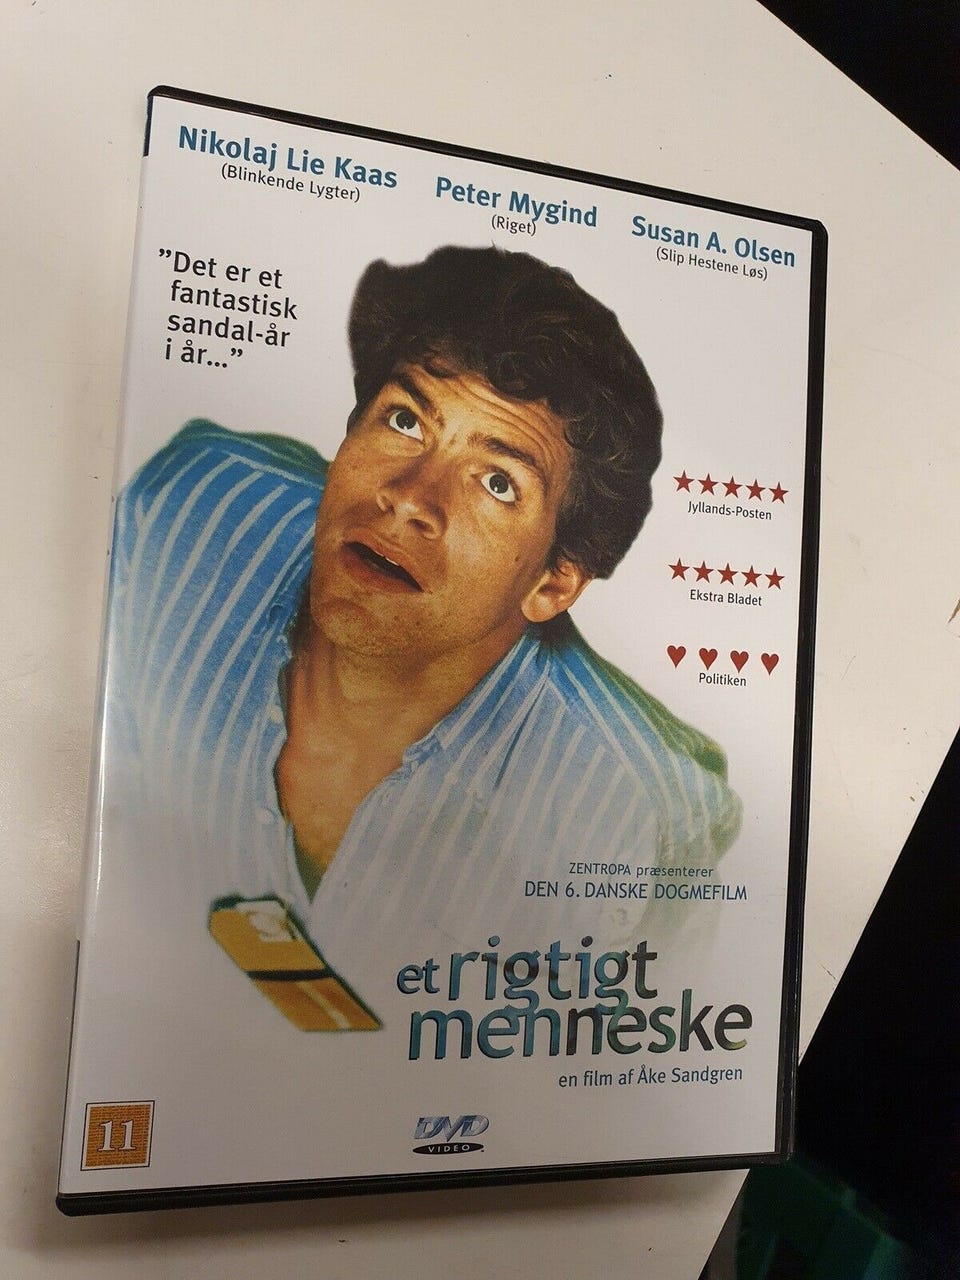 Nikolaj Lie Kaas
(Blinkende Lygter)
Peter Mygind
(Riget)
Susan A. Olsen
(Slip Hestene Løs)
”Det er et
fantastisk
sandal-år
i år...”
★★★★★
Jyllands-Posten
★★★★★
Ekstra Bladet
♥ ♥ ♥ ♥
Politiken
ZENTROPA præsenterer
DEN 6. DANSKE DOGMEFILM
et rigtigt
menneske
en film af Åke Sandgren
11
DVD
VIDEO